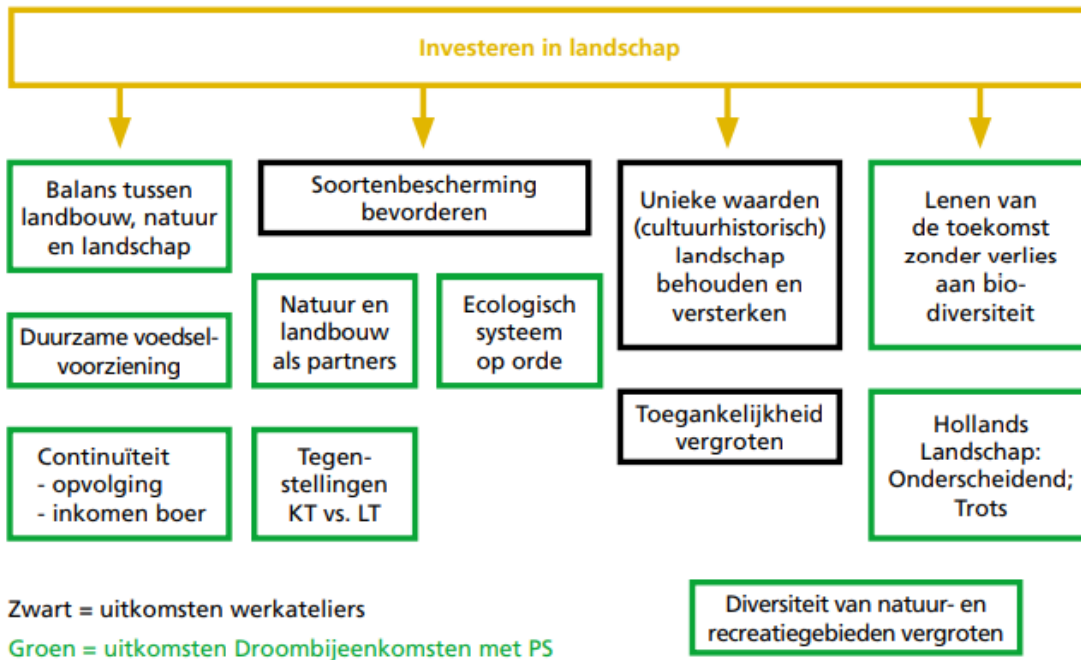 Investeren in landschap
Balans tussen
landbouw, natuur
en landschap
Duurzame voedsel-
voorziening
Continuïteit
- opvolging
- inkomen boer
Soortenbescherming
bevorderen
Natuur en
landbouw
als partners
Ecologisch
systeem
op orde
Tegen-
stellingen
KT vs. LT
Unieke waarden
(cultuurhistorisch)
landschap
behouden en
versterken
Toegankelijkheid
vergroten
Lenen van
de toekomst
zonder verlies
aan bio-
diversiteit
Hollands
Landschap:
Onderscheidend;
Trots
Diversiteit van natuur- en
recreatiegebieden vergroten
Zwart = uitkomsten werkateliers
Groen = uitkomsten Droombijeenkomsten met PS